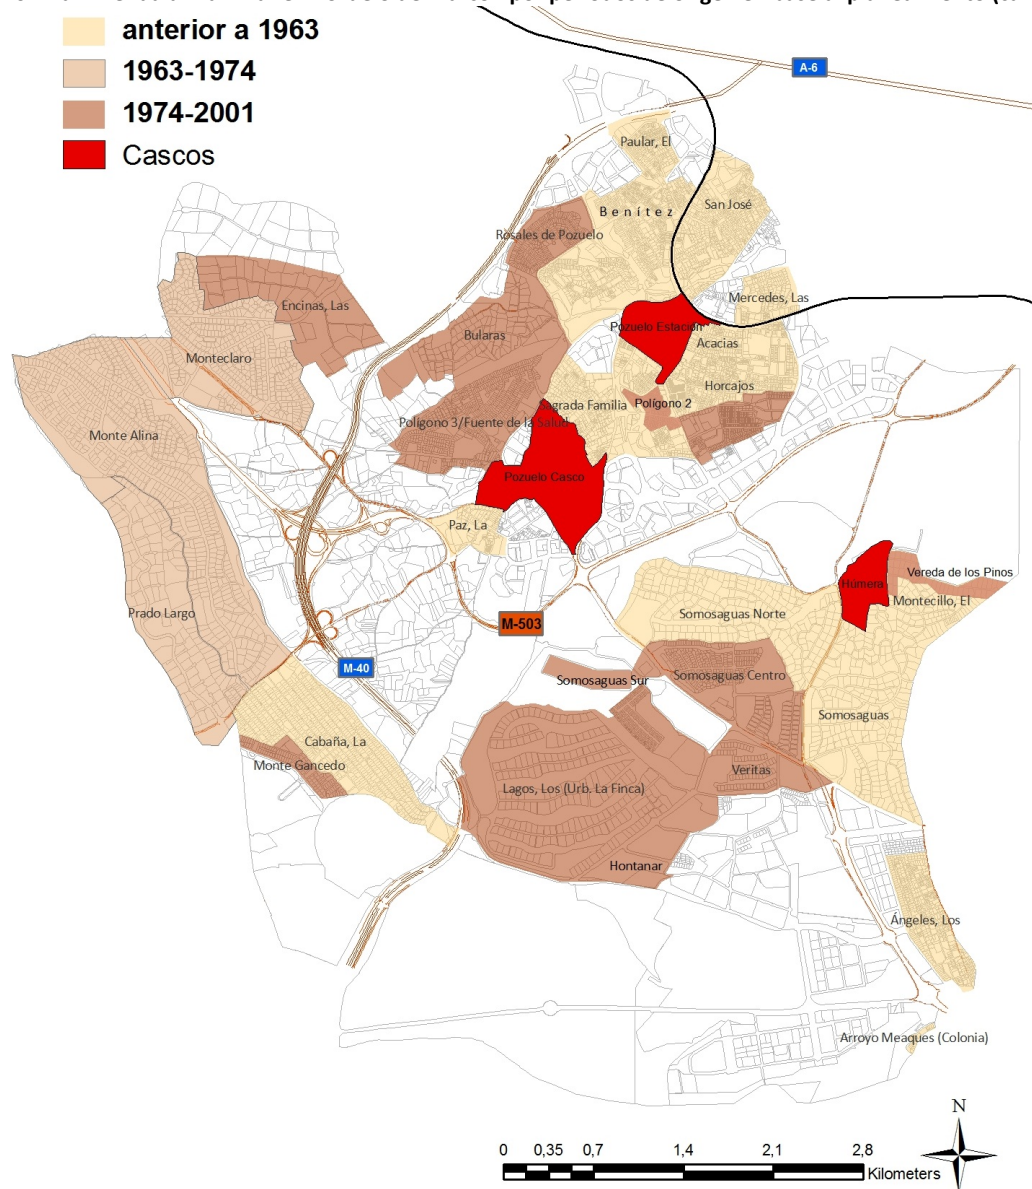 anterior a 1963
1963-1974
1974-2001
Cascos
A-6
Paular, El
Benítez
San José
Rosales de Pozuelo
Encinas, Las
Mercedes, Las
Pozuelo Estación
Bularas
Acacias
Monteclaro
Horcajos
Polígono 2
Sagrada Familia
Polígono 3/Fuente de la Salud
Monte Alina
Pozuelo Casco
Paz, La
Vereda de los Pinos
Húmera
Montecillo, El
Prado Largo
Somosaguas Norte
M-503
M-40
Somosaguas Sur
Somosaguas Centro
Somosaguas
Cabaña, La
Monte Gancedo
Veritas
Lagos, Los (Urb. La Finca)
Hontanar
Ángeles, Los
Arroyo Meaques (Colonia)
N
0 0,35 0,7 1,4 2,1 2,8
Kilometers